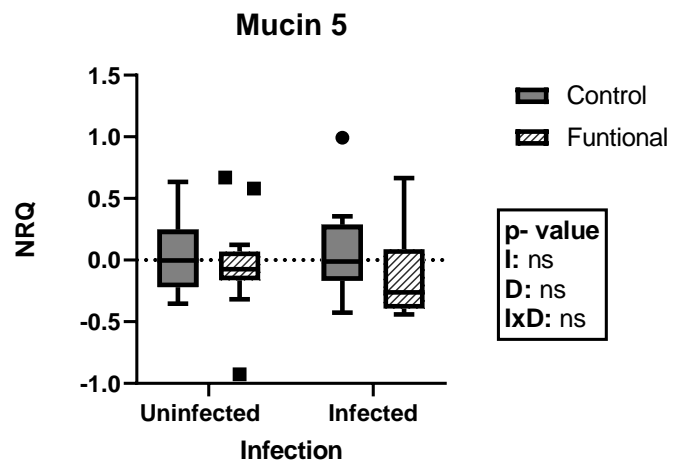 Mucin 5
1.5
1.0
0.5
0.0
-0.5
-1.0
NRQ
Uninfected
Infected
Infection
Control
Funtional
p- value
I: ns
D: ns
IxD: ns